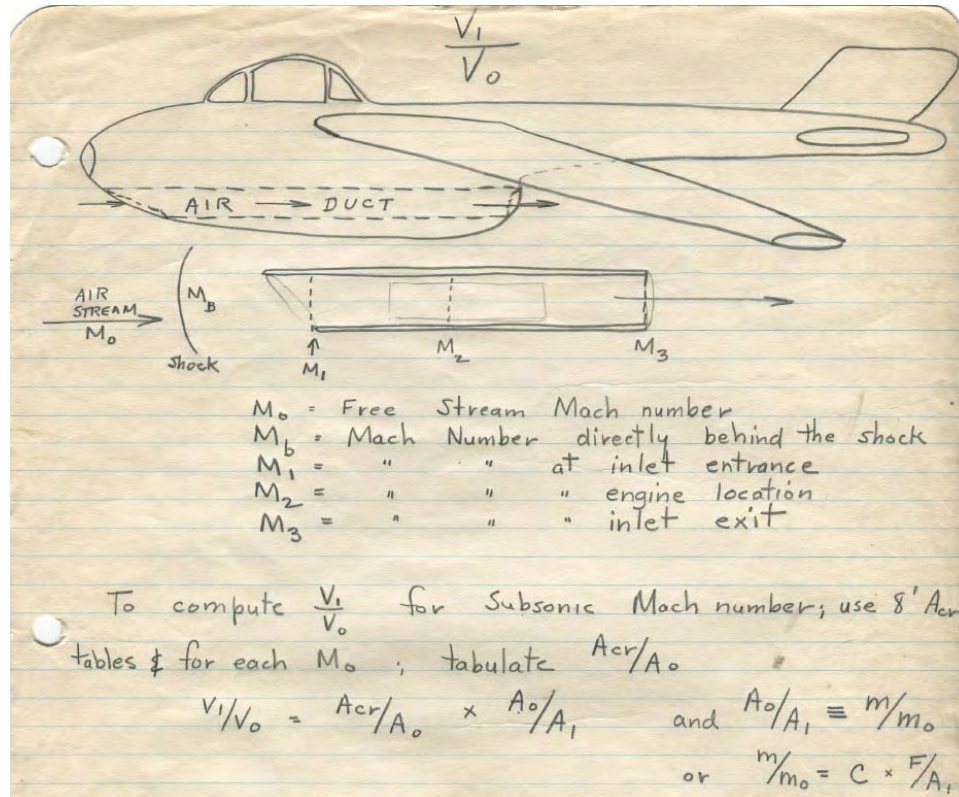 V₁/V₀
AIR → DUCT
AIR STREAM
M₀
M_B
shock
M₁
M₂
M₃
M₀ = Free Stream Mach number
M_b = Mach Number directly behind the shock
M₁ = " " at inlet entrance
M₂ = " " " engine location
M₃ = " " " inlet exit
To compute V₁/V₀ for Subsonic Mach number; use 8' Acr
tables & for each M₀ ; tabulate Acr/A₀
V₁/V₀ = Acr/A₀ × A₀/A₁ and A₀/A₁ ≡ m/m₀
or m/m₀ = C × F/A₁